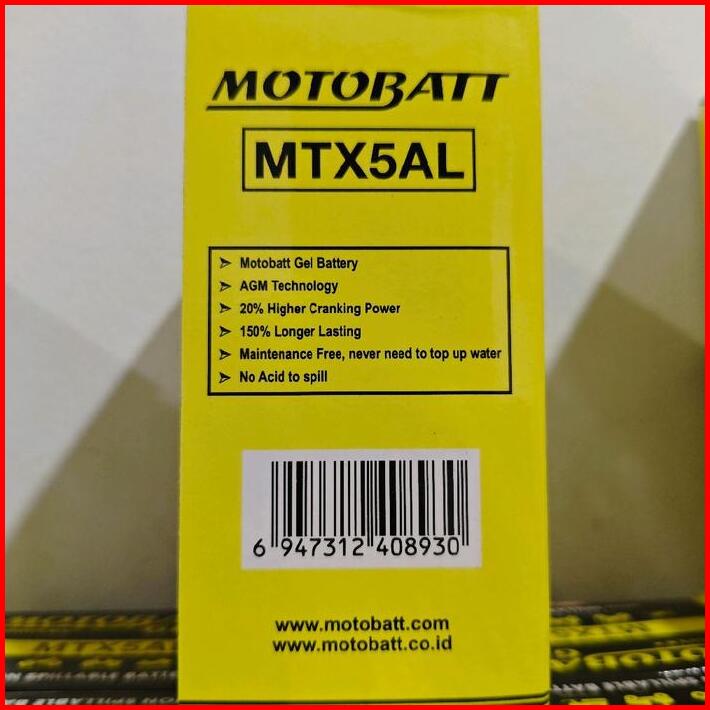 MOTOBATT
MTX5AL
➢ Motobatt Gel Battery
➢ AGM Technology
➢ 20% Higher Cranking Power
➢ 150% Longer Lasting
➢ Maintenance Free, never need to top up water
➢ No Acid to spill
6 947312 408930
www.motobatt.com
www.motobatt.co.id
MTX5AL